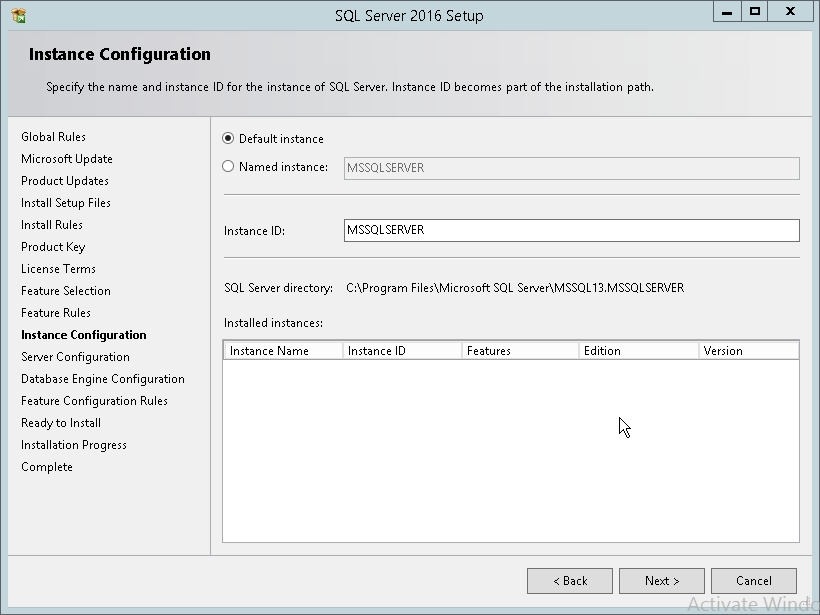 SQL Server 2016 Setup
Instance Configuration
Specify the name and instance ID for the instance of SQL Server. Instance ID becomes part of the installation path.
Global Rules
Microsoft Update
Product Updates
Install Setup Files
Install Rules
Product Key
License Terms
Feature Selection
Feature Rules
Instance Configuration
Server Configuration
Database Engine Configuration
Feature Configuration Rules
Ready to Install
Installation Progress
Complete
Default instance
Named instance: MSSQLSERVER
Instance ID: MSSQLSERVER
SQL Server directory: C:\Program Files\Microsoft SQL Server\MSSQL13.MSSQLSERVER
Installed instances:
Instance Name Instance ID Features Edition Version
< Back Next > Cancel
Activate Windo